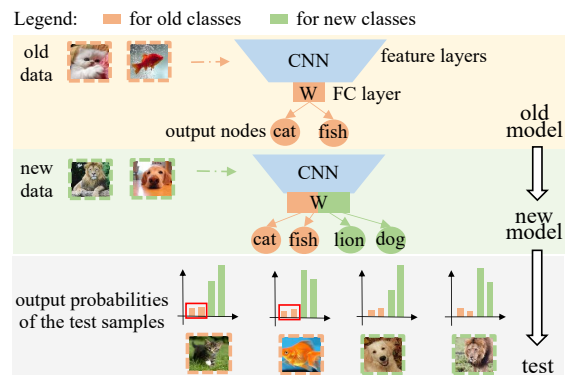 Legend: for old classes for new classes
old data
CNN
feature layers
W FC layer
output nodes cat fish
old model
new data
CNN
W
cat fish lion dog
new model
output probabilities
of the test samples
test